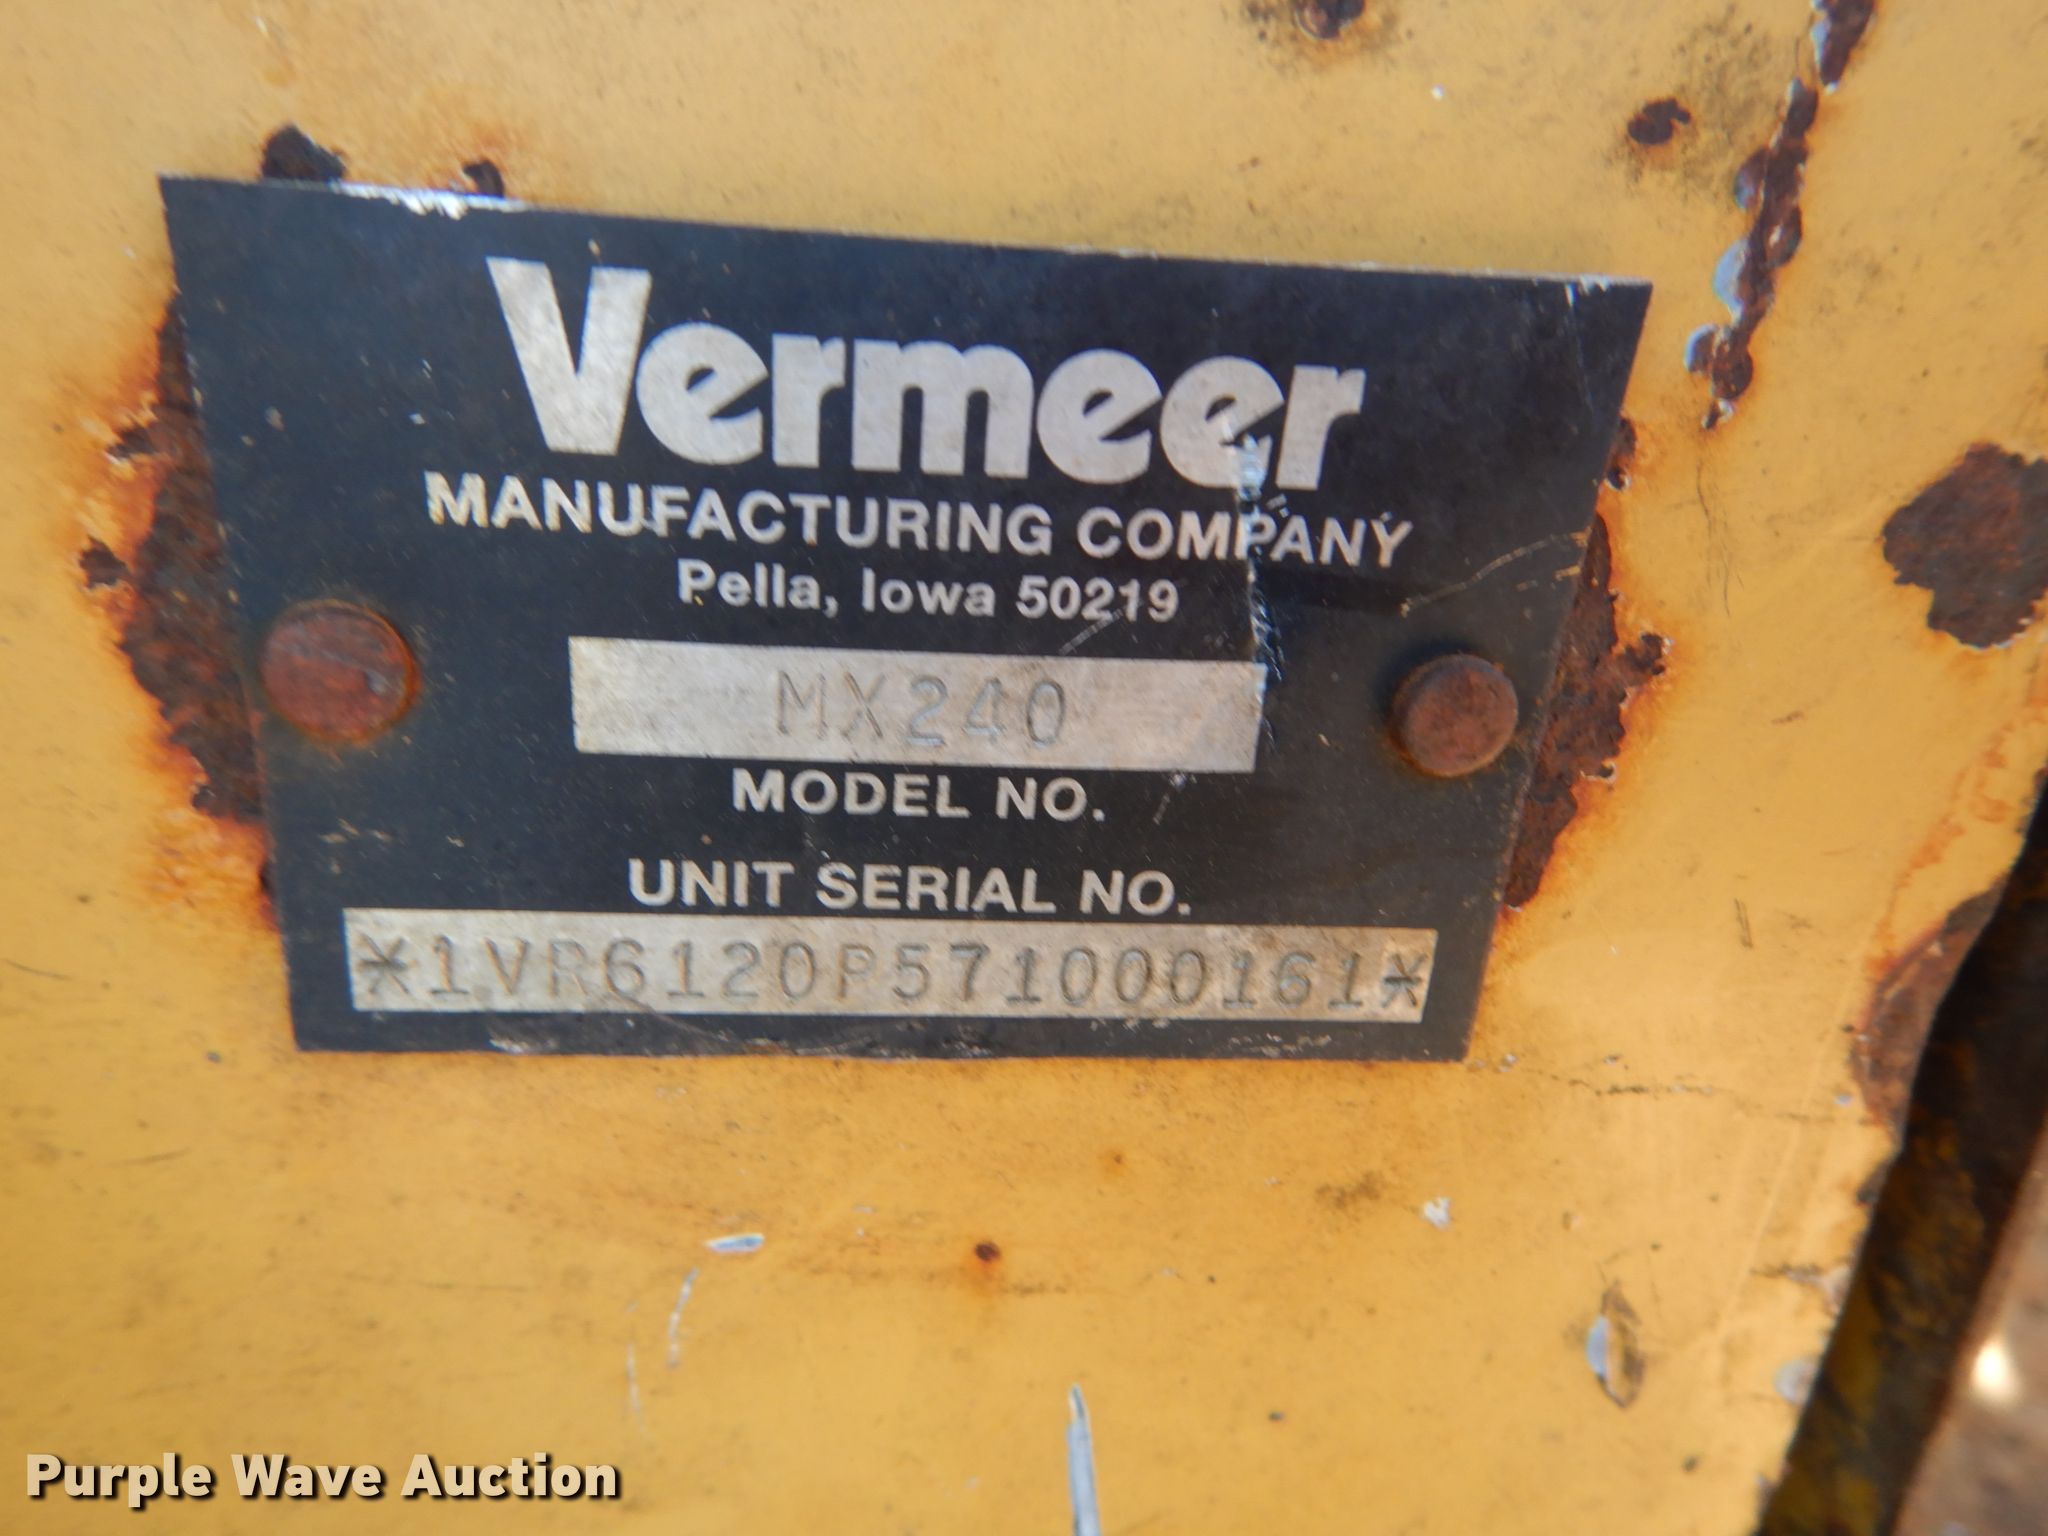 Vermeer
MANUFACTURING COMPANY
Pella, Iowa 50219
MX240
MODEL NO.
UNIT SERIAL NO.
*1VR6120P571000161*
Purple Wave Auction